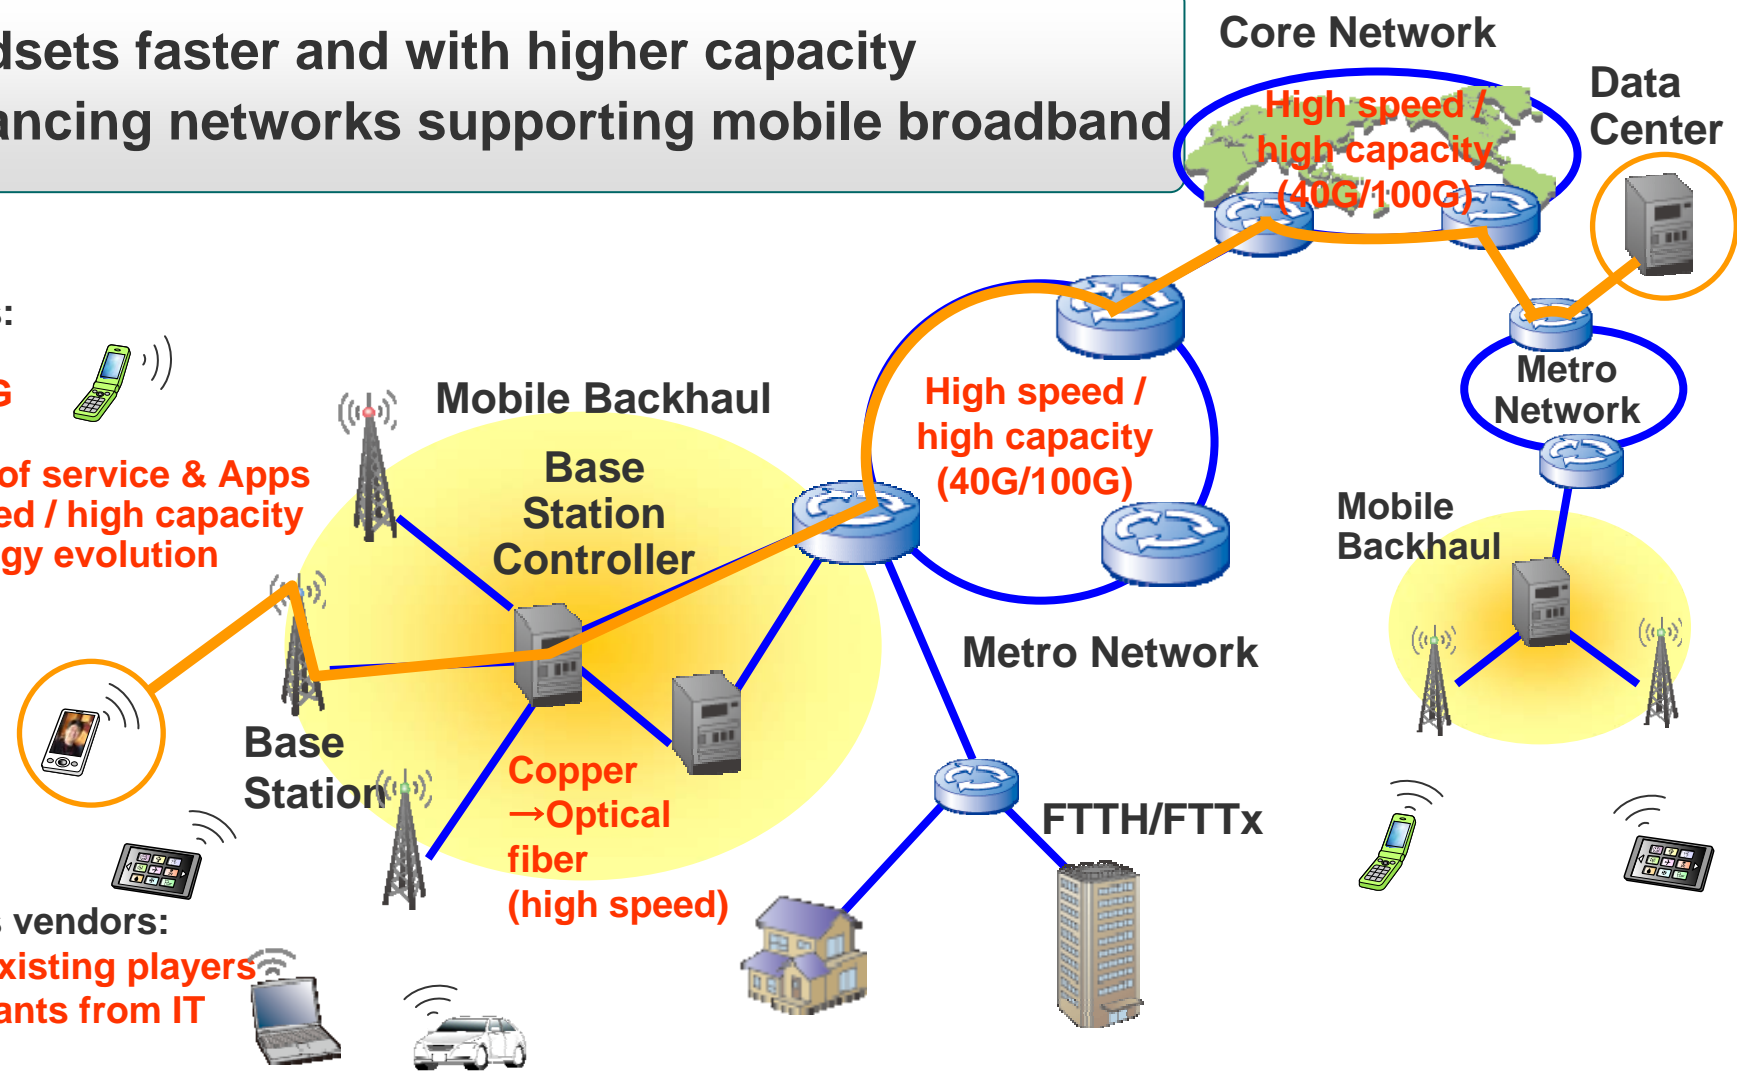 dsets faster and with higher capacity
ancing networks supporting mobile broadband
Core Network
High speed /
high capacity
(40G/100G)
Data
Center
s:
G
of service & Apps
ed / high capacity
gy evolution
Mobile Backhaul
Base
Station
Controller
High speed /
high capacity
(40G/100G)
Metro
Network
Mobile
Backhaul
Metro Network
Base
Station
Copper
→Optical
fiber
(high speed)
FTTH/FTTx
s vendors:
xisting players
ants from IT